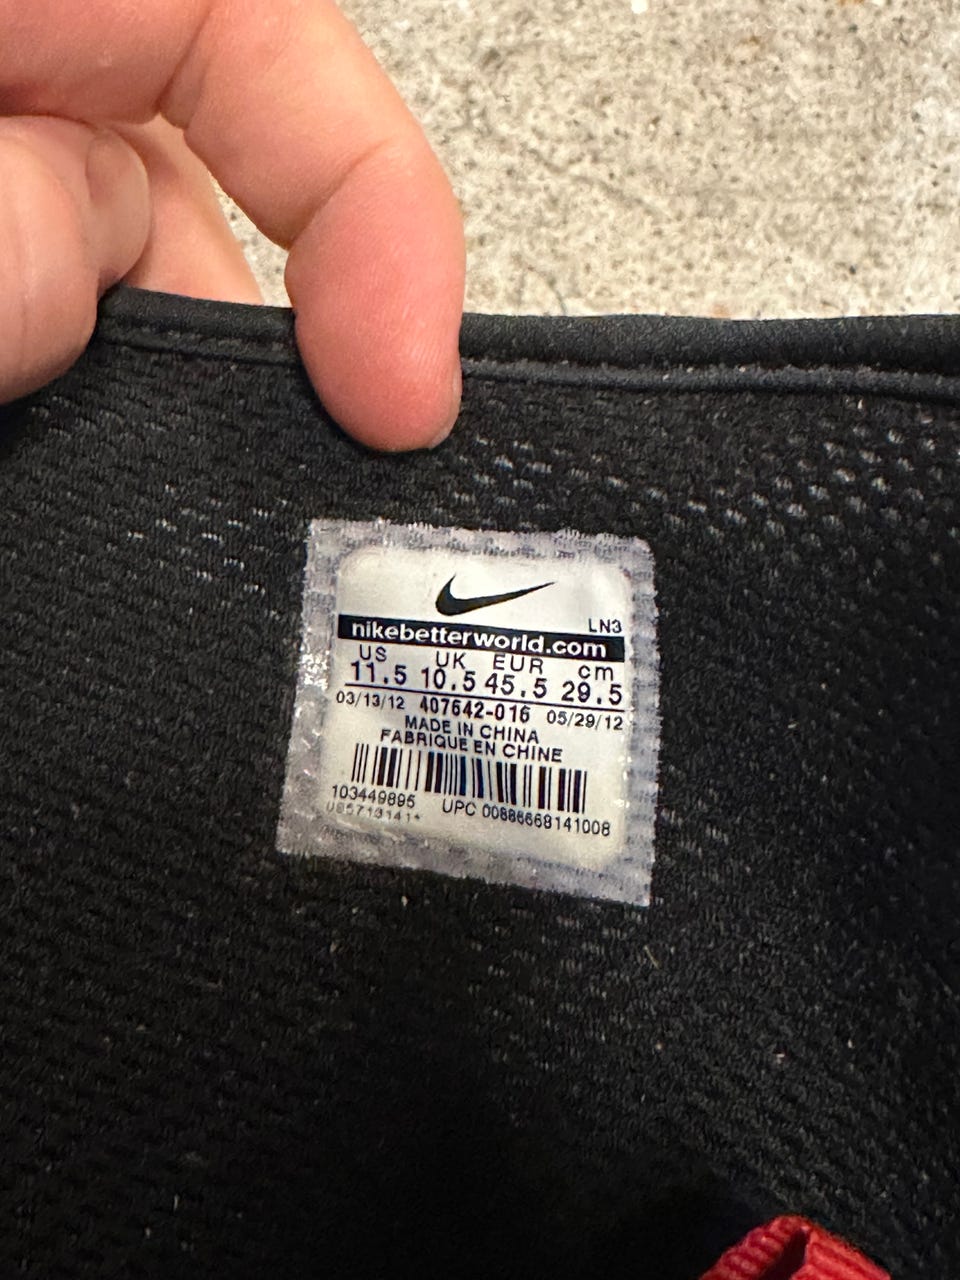 LN3
nikebetterworld.com
US UK EUR cm
11.5 10.5 45.5 29.5
03/13/12 407642-016 05/29/12
MADE IN CHINA
FABRIQUE EN CHINE
103449895 UPC 00886668141008